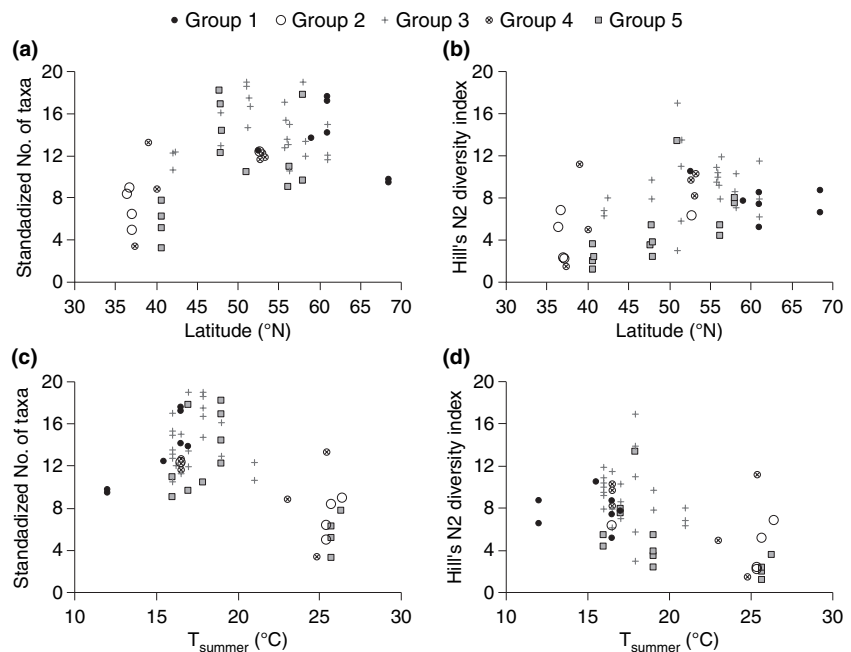 Group 1 Group 2 Group 3 Group 4 Group 5
(a)
Standadized No. of taxa
20
16
12
8
4
0
30 35 40 45 50 55 60 65 70
Latitude (°N)
(b)
Hill's N2 diversity index
20
16
12
8
4
0
30 35 40 45 50 55 60 65 70
Latitude (°N)
(c)
Standadized No. of taxa
20
16
12
8
4
0
10 15 20 25 30
T summer (°C)
(d)
Hill's N2 diversity index
20
16
12
8
4
0
10 15 20 25 30
T summer (°C)